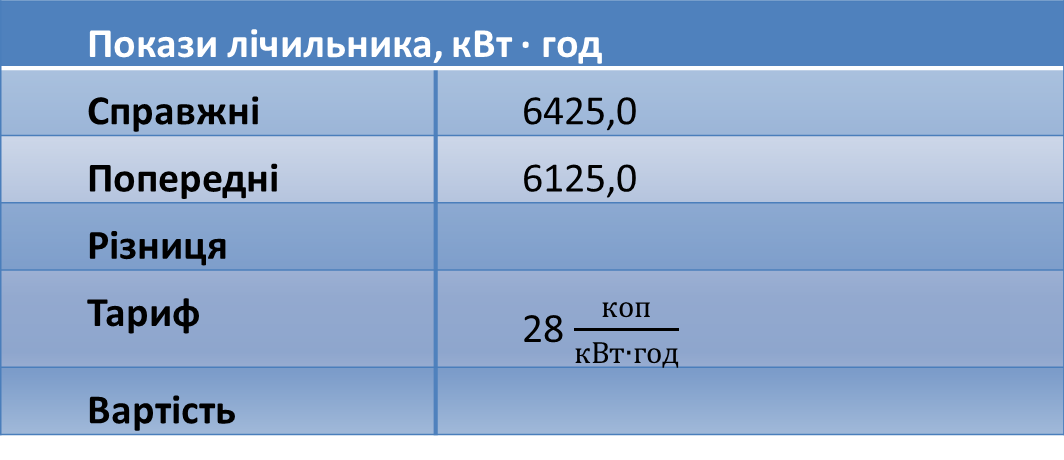 Покази лічильника, кВт · год
Справжні 6425,0
Попередні 6125,0
Різниця
Тариф 28 коп/кВт·год
Вартість